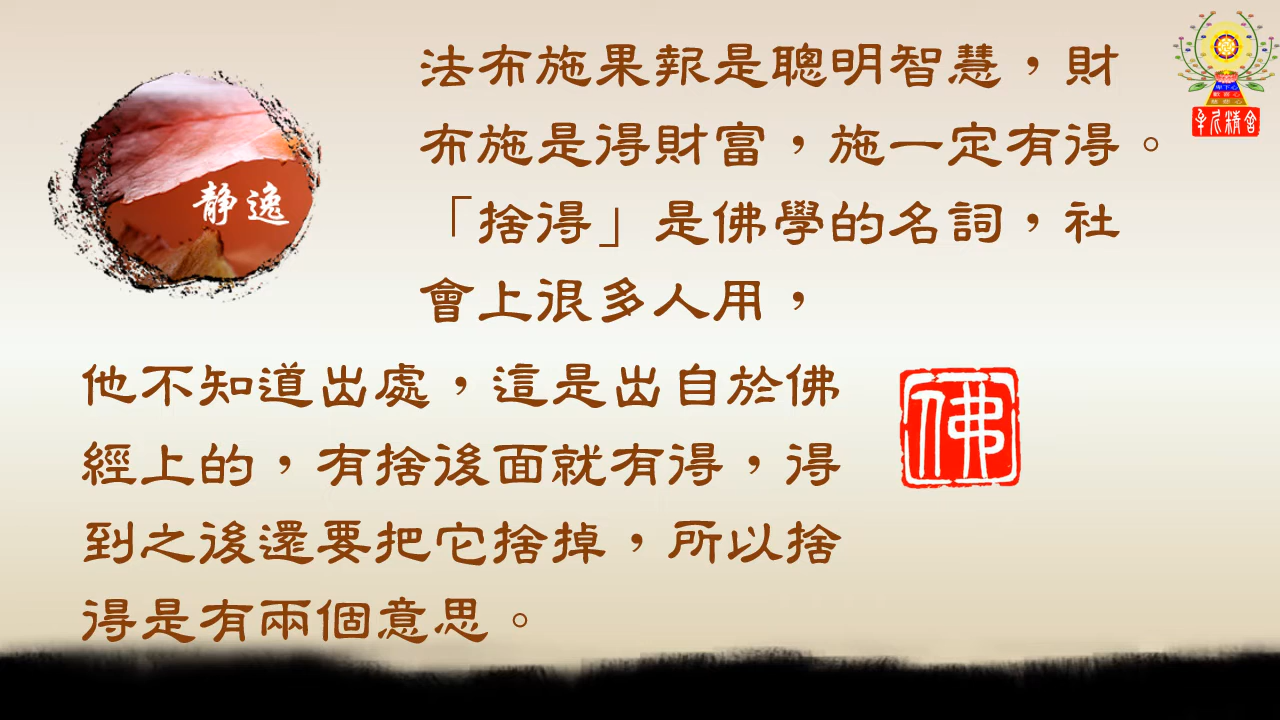 法布施果報是聰明智慧，財
布施是得財富，施一定有得。
「捨得」是佛學的名詞，社
會上很多人用，
他不知道出處，這是出自於佛
經上的，有捨後面就有得，得
到之後還要把它捨掉，所以捨
得是有兩個意思。
静逸
佛